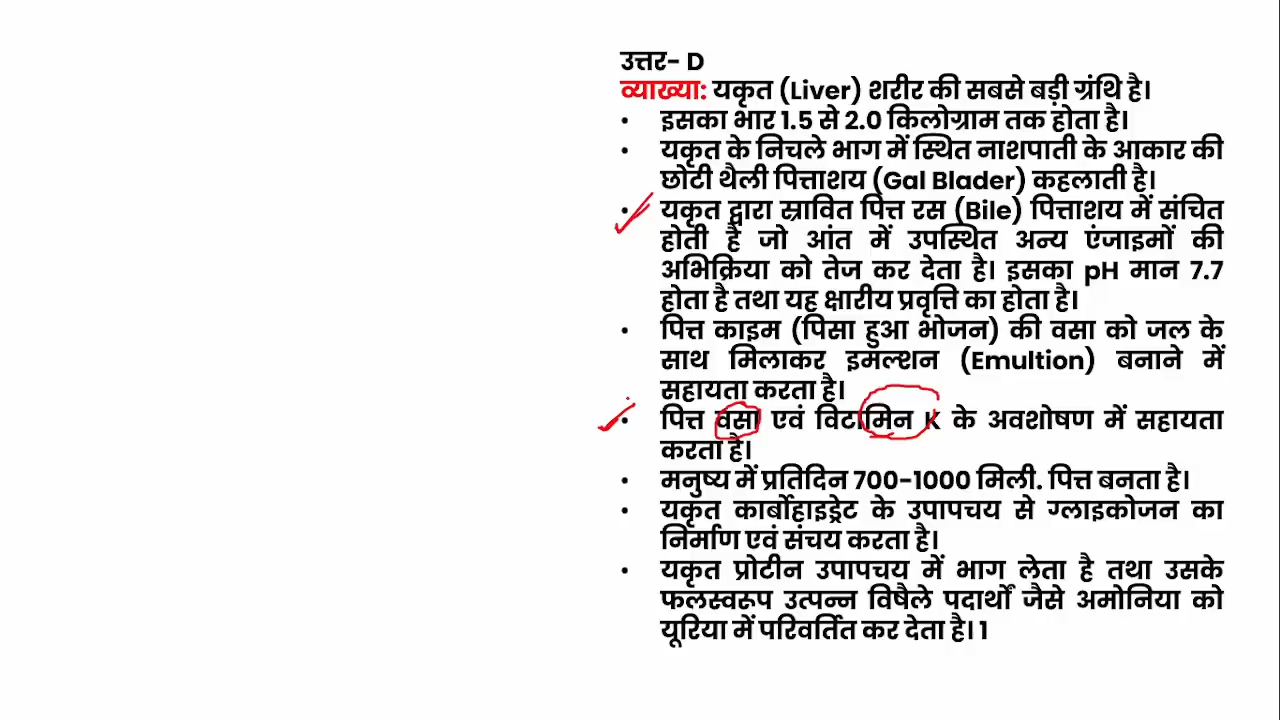 उत्तर- D
व्याख्या: यकृत (Liver) शरीर की सबसे बड़ी ग्रंथि है।
• इसका भार 1.5 से 2.0 किलोग्राम तक होता है।
• यकृत के निचले भाग में स्थित नाशपाती के आकार की
छोटी थैली पित्ताशय (Gal Blader) कहलाती है।
• यकृत द्वारा स्रावित पित्त रस (Bile) पित्ताशय में संचित
होती है जो आंत में उपस्थित अन्य एंजाइमों की
अभिक्रिया को तेज कर देता है। इसका pH मान 7.7
होता है तथा यह क्षारीय प्रवृत्ति का होता है।
• पित्त काइम (पिसा हुआ भोजन) की वसा को जल के
साथ मिलाकर इमल्शन (Emultion) बनाने में
सहायता करता है।
• पित्त वसा एवं विटामिन K के अवशोषण में सहायता
करता है।
• मनुष्य में प्रतिदिन 700-1000 मिली. पित्त बनता है।
• यकृत कार्बोहाइड्रेट के उपापचय से ग्लाइकोजन का
निर्माण एवं संचय करता है।
• यकृत प्रोटीन उपापचय में भाग लेता है तथा उसके
फलस्वरूप उत्पन्न विषैले पदार्थों जैसे अमोनिया को
यूरिया में परिवर्तित कर देता है। 1